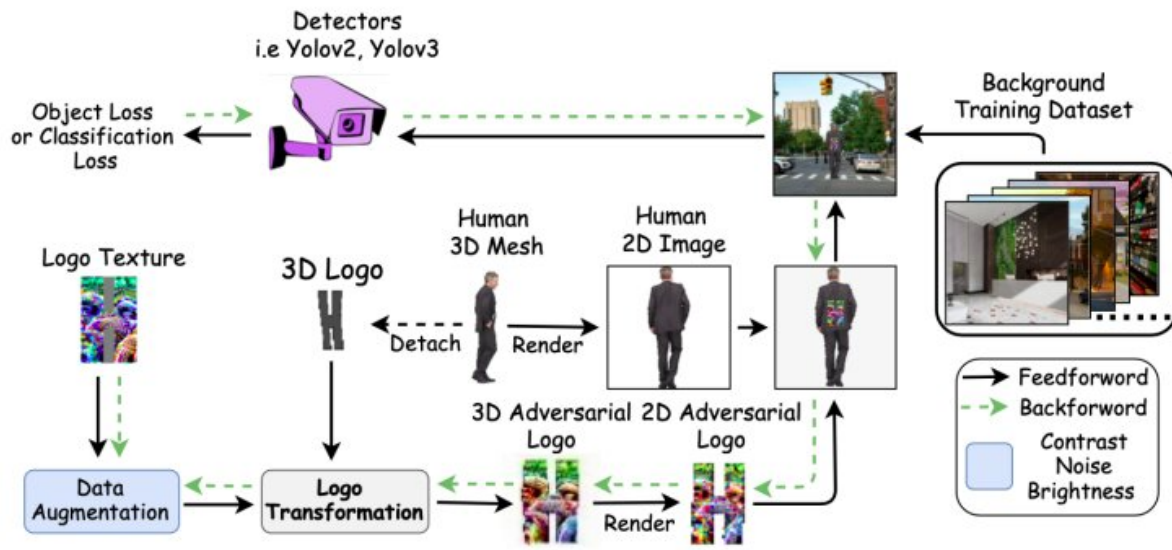 Detectors
i.e Yolov2, Yolov3
Object Loss
or Classification
Loss
Background
Training Dataset
Logo Texture
3D Logo
Human
3D Mesh
Human
2D Image
Detach
Render
3D Adversarial
Logo
2D Adversarial
Logo
Render
Data
Augmentation
Logo
Transformation
Feedforword
Backforword
Contrast
Noise
Brightness